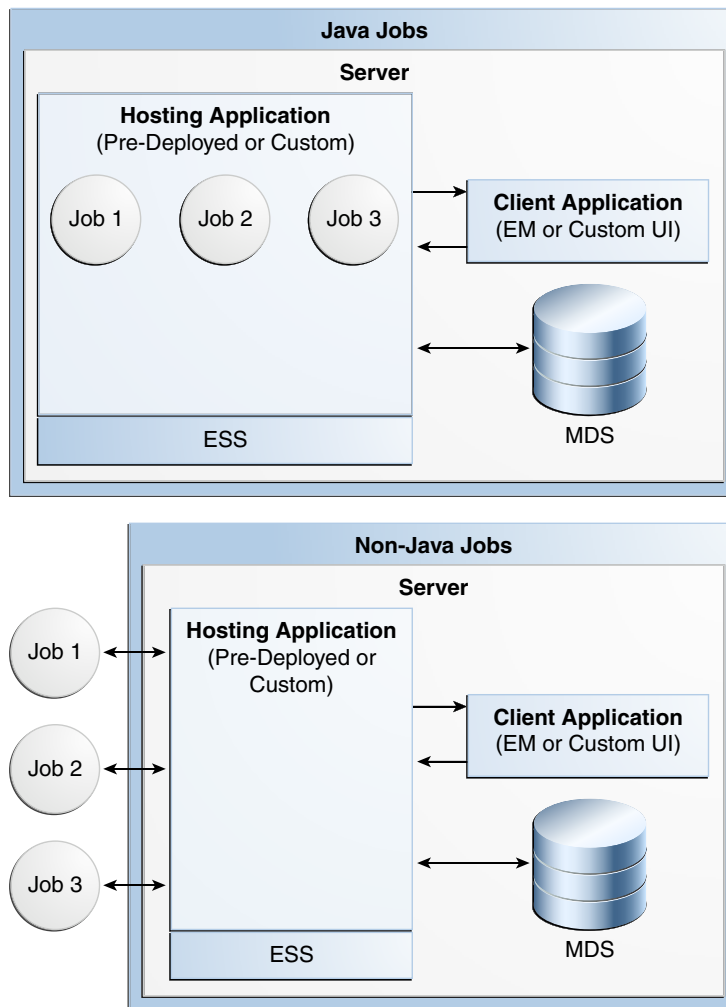 Java Jobs
Server
Hosting Application
(Pre-Deployed or Custom)
Job 1
Job 2
Job 3
Client Application
(EM or Custom UI)
MDS
ESS
Non-Java Jobs
Server
Hosting Application
(Pre-Deployed or
Custom)
Job 1
Job 2
Job 3
Client Application
(EM or Custom UI)
MDS
ESS